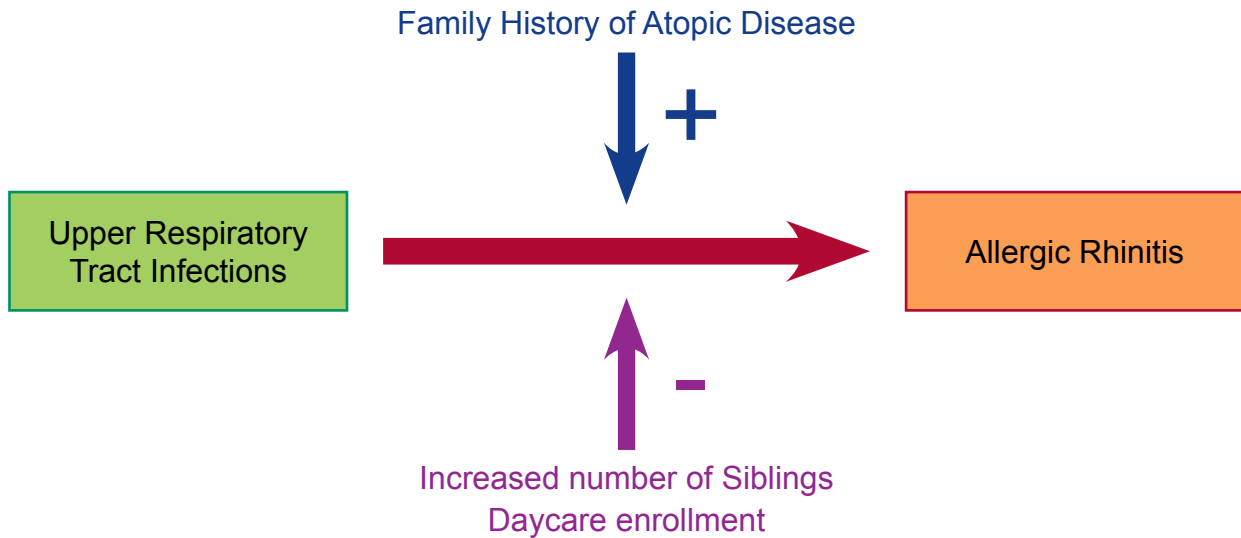 Family History of Atopic Disease
+
Upper Respiratory
Tract Infections
Allergic Rhinitis
-
Increased number of Siblings
Daycare enrollment